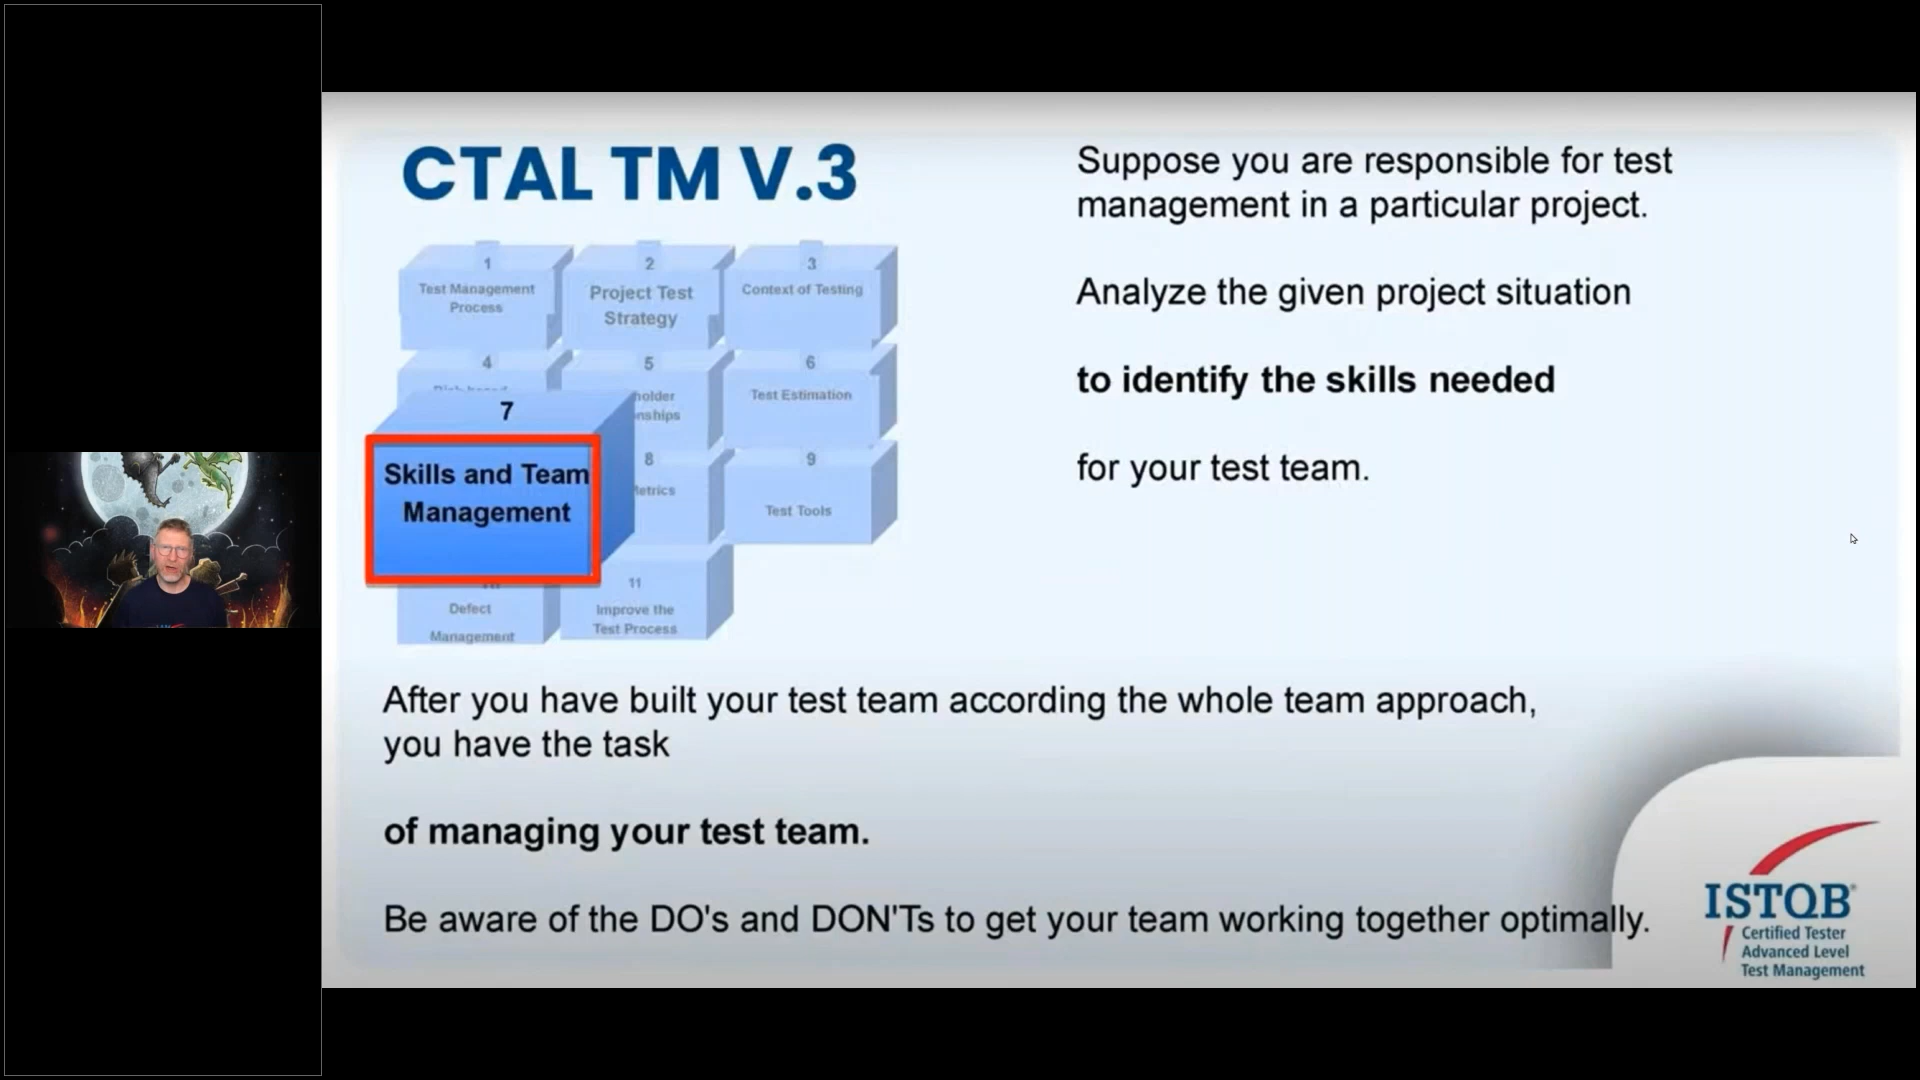 CTAL TM V.3
1
Test Management
Process
2
Project Test
Strategy
3
Context of Testing
4
5
holder
nships
6
Test Estimation
7
Skills and Team
Management
8
Metrics
9
Test Tools
10
Defect
Management
11
Improve the
Test Process
Suppose you are responsible for test
management in a particular project.
Analyze the given project situation
to identify the skills needed
for your test team.
After you have built your test team according the whole team approach,
you have the task
of managing your test team.
Be aware of the DO's and DON'Ts to get your team working together optimally.
ISTQB®
Certified Tester
Advanced Level
Test Management